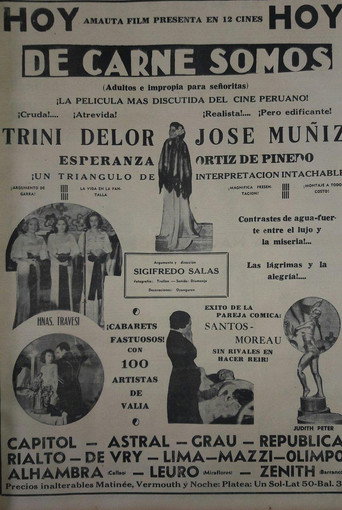 HOY AMAUTA FILM PRESENTA EN 12 CINES HOY
DE CARNE SOMOS
(Adultos e impropia para señoritas)
¡LA PELICULA MAS DISCUTIDA DEL CINE PERUANO!
¡Cruda!.... ¡Atrevida! ¡Realista!.... ¡Pero edificante!
TRINI DELOR JOSE MUÑIZ
ESPERANZA ORTIZ DE PINEDO
¡UN TRIANGULO DE INTERPRETACION INTACHABLE
¡ARGUMENTO DE GARRA! LA VIDA EN LA PANTALLA ¡MAGNIFICA PRESENTACION! ¡MONTAJE A TODO COSTO!
Contrastes de agua-fuerte entre el lujo y la miseria!...
Las lágrimas y la alegría!....
Argumento y dirección
SIGIFREDO SALAS
Fotografía: Trullen — Sonido: Diumenjo
Decoraciones:
HNAS. TRAVESI
¡CABARETS FASTUOSOS! CON 100 ARTISTAS DE VALIA
EXITO DE LA PAREJA COMICA:
SANTOS-MOREAU
SIN RIVALES EN HACER REIR!
JUDITH PETER
CAPITOL — ASTRAL — GRAU — REPUBLICA
RIALTO — DE VRY — LIMA — MAZZI — OLIMPO
ALHAMBRA (Callao) LEURO (Miraflores) ZENITH (Barranco)
Precios inalterables Matinée, Vermouth y Noche: Platea: Un Sol-Lat 50-Bal. 3